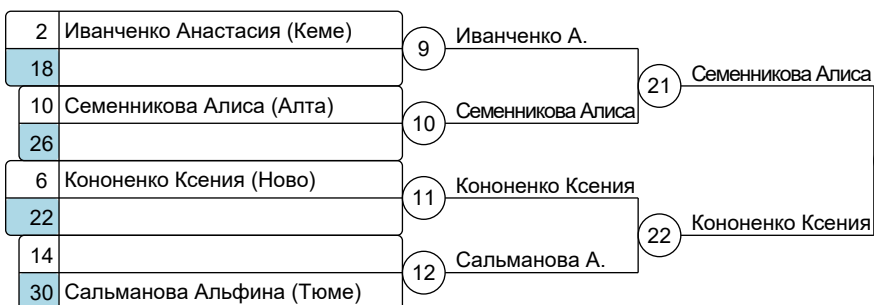 2 Иванченко Анастасия (Кеме)
18
9 Иванченко А.
10 Семенникова Алиса (Алта)
26
10 Семенникова Алиса
21 Семенникова Алиса
6 Кононенко Ксения (Ново)
22
11 Кононенко Ксения
14
30 Сальманова Альфина (Тюме)
12 Сальманова А.
22 Кононенко Ксения